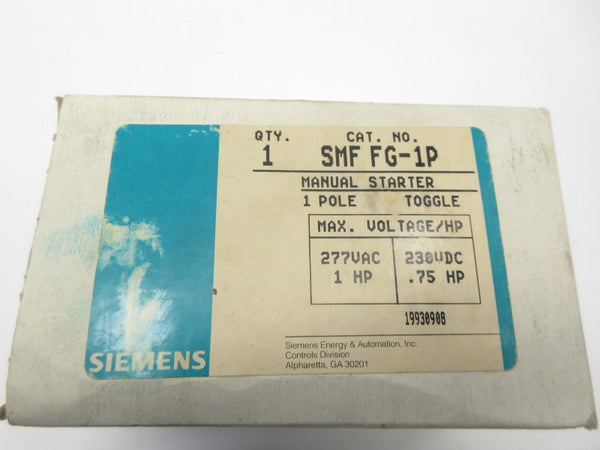 QTY. CAT. NO.
1 SMF FG-1P
MANUAL STARTER
1 POLE TOGGLE
MAX. VOLTAGE/HP
277VAC 230VDC
1 HP .75 HP
19930908
SIEMENS
Siemens Energy & Automation, Inc.
Controls Division
Alpharetta, GA 30201